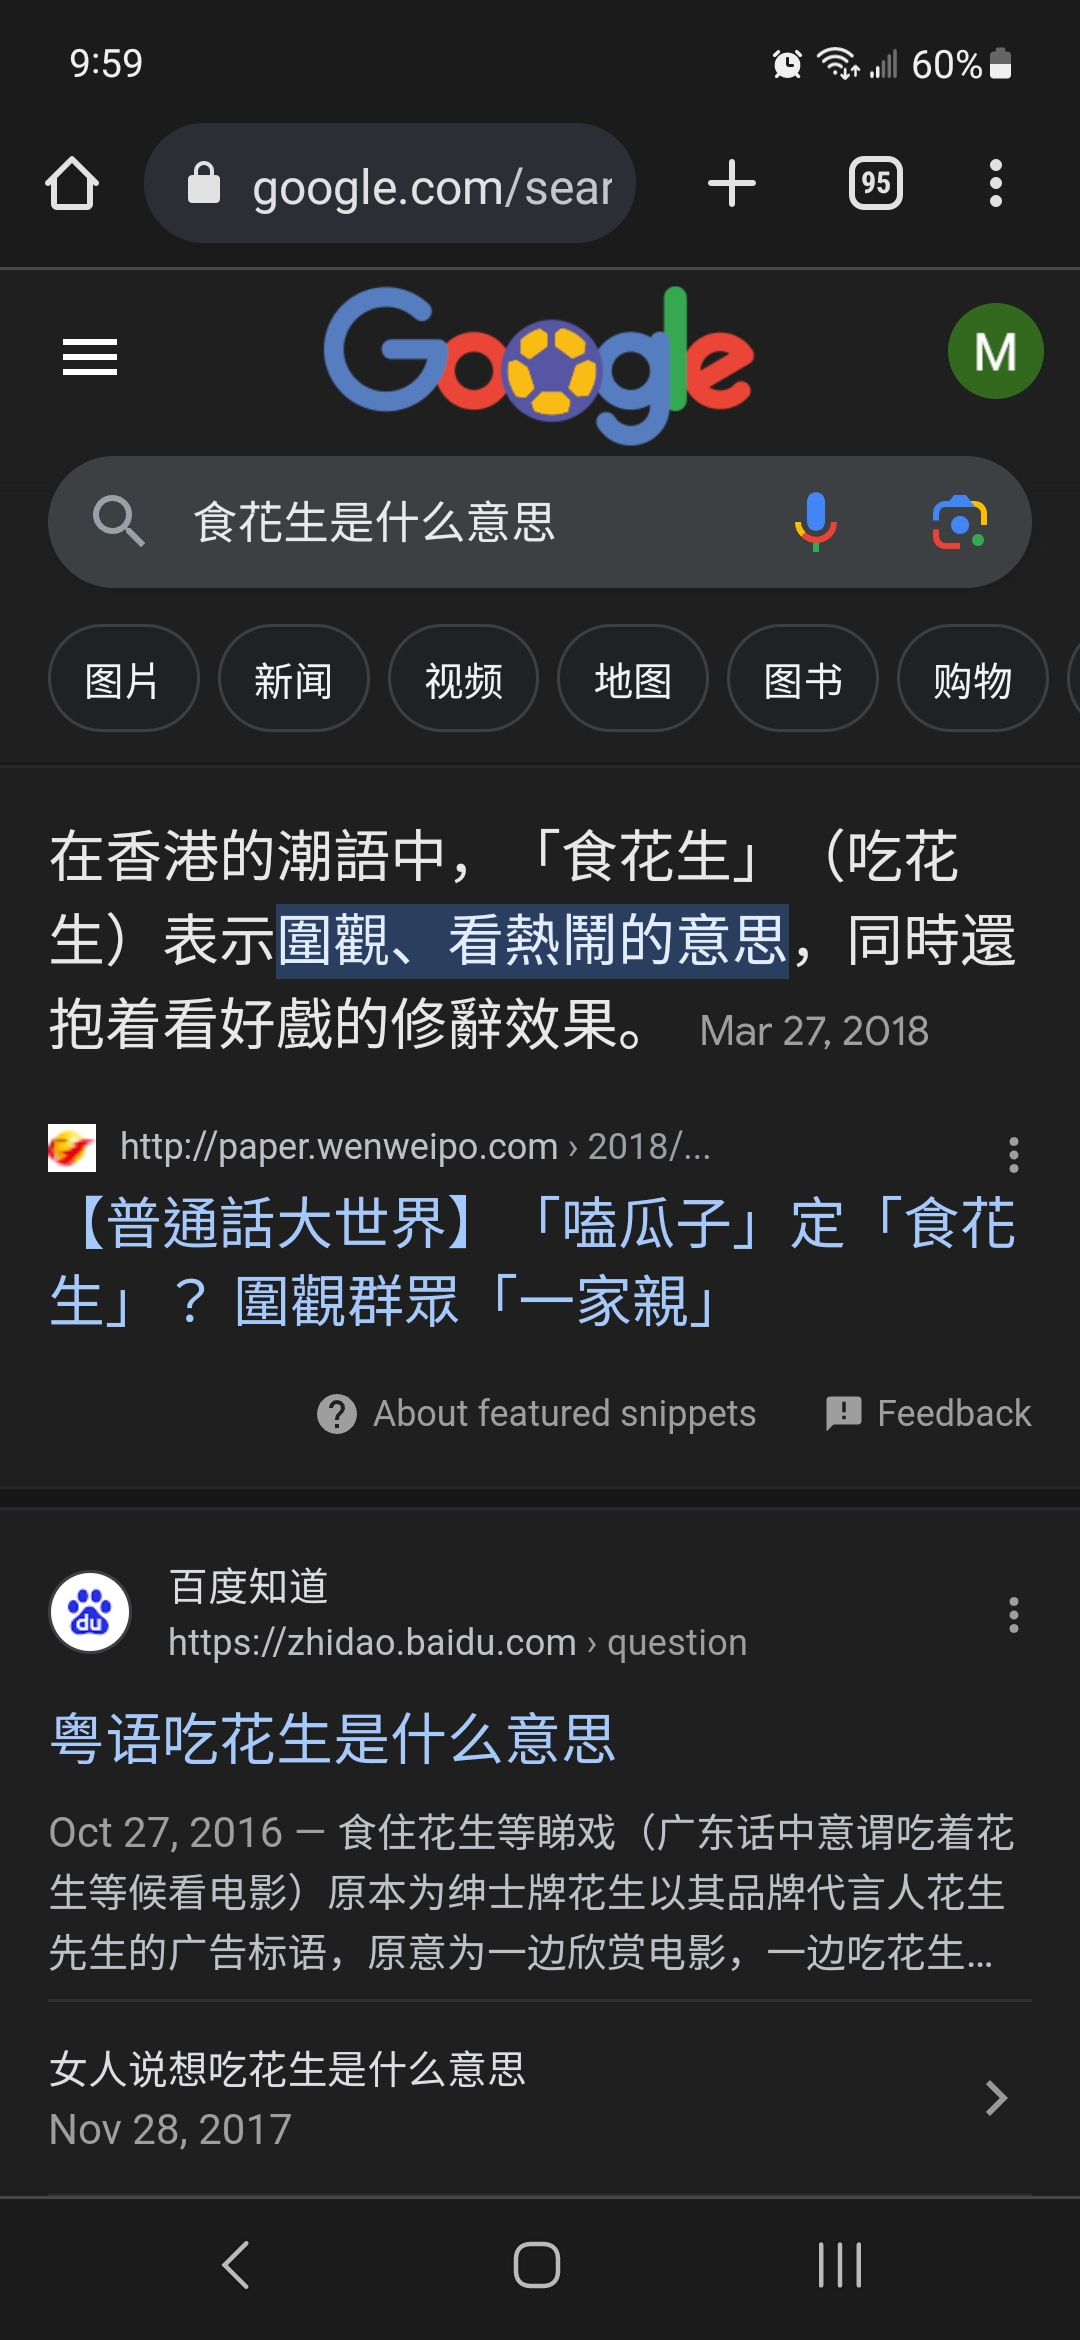 9:59
60%
google.com/sear
95
Google
M
食花生是什么意思
图片
新闻
视频
地图
图书
购物
在香港的潮語中，「食花生」（吃花
生）表示圍觀、看熱鬧的意思，同時還
抱着看好戲的修辭效果。 Mar 27, 2018
http://paper.wenweipo.com › 2018/...
【普通話大世界】「嗑瓜子」定「食花
生」？ 圍觀群眾「一家親」
About featured snippets
Feedback
du
百度知道
https://zhidao.baidu.com › question
粤语吃花生是什么意思
Oct 27, 2016 — 食住花生等睇戏（广东话中意谓吃着花
生等候看电影）原本为绅士牌花生以其品牌代言人花生
先生的广告标语，原意为一边欣赏电影，一边吃花生...
女人说想吃花生是什么意思
Nov 28, 2017